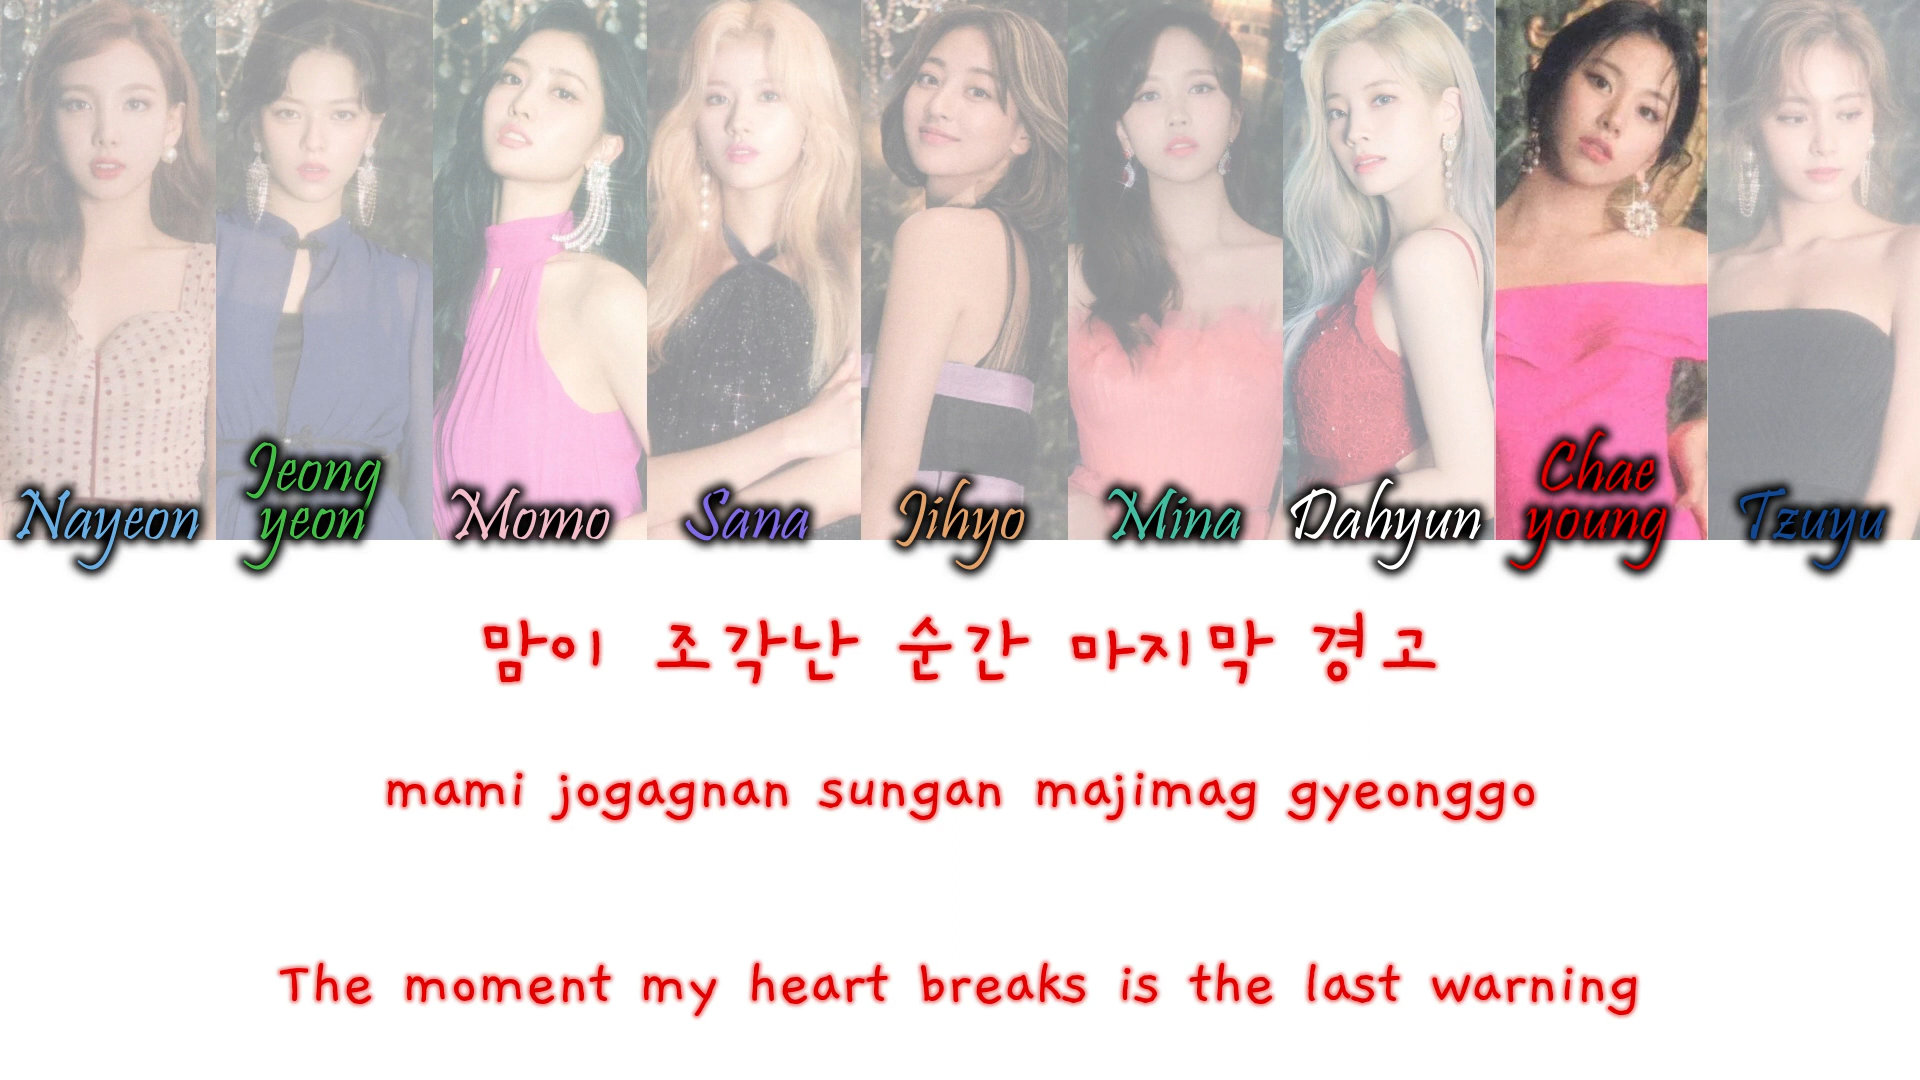 Nayeon
Jeong
yeon
Momo
Sana
Jihyo
Mina
Dahyun
Chae
young
Tzuyu
맘이 조각난 순간 마지막 경고
mami jogagnan sungan majimag gyeonggo
The moment my heart breaks is the last warning